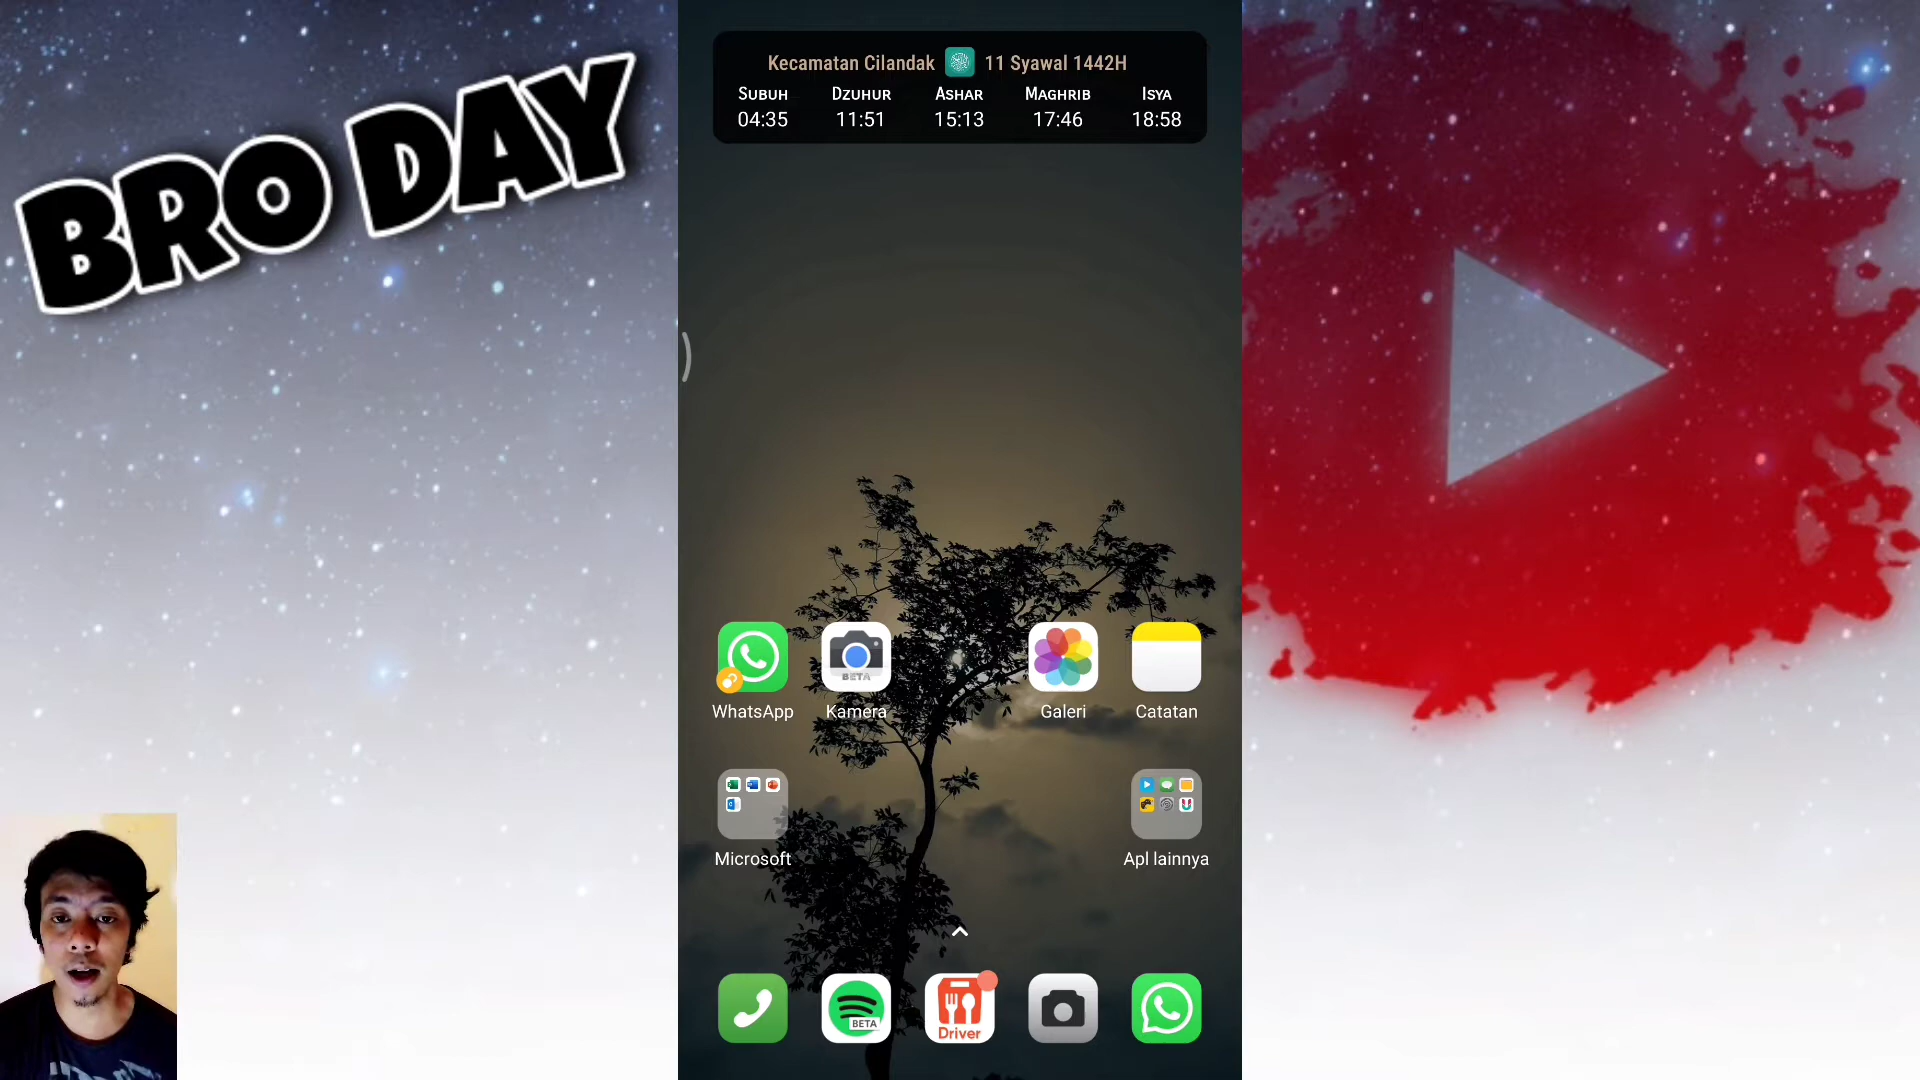 BRO DAY
Kecamatan Cilandak 11 Syawal 1442H
SUBUH DZUHUR ASHAR MAGHRIB ISYA
04:35 11:51 15:13 17:46 18:58
BETA
WhatsApp Kamera Galeri Catatan
Microsoft Apl lainnya
BETA Driver